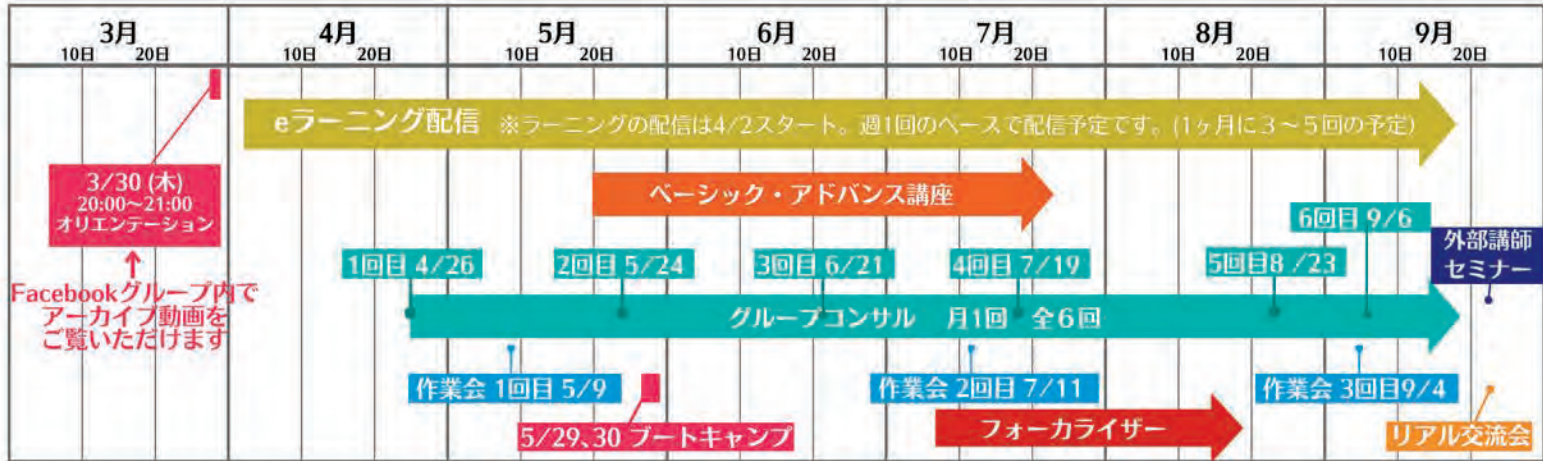 3月 4月 5月 6月 7月 8月 9月
10日 20日 10日 20日 10日 20日 10日 20日 10日 20日 10日 20日 10日 20日
eラーニング配信 ※ラーニングの配信は4/2スタート。週1回のペースで配信予定です。(1ヶ月に3～5回の予定)
3/30 (木)
20:00〜21:00
オリエンテーション
Facebookグループ内で
アーカイブ動画を
ご覧いただけます
ベーシック・アドバンス講座
1回目 4/26
2回目 5/24
3回目 6/21
4回目 7/19
5回目8 /23
6回目 9/6
外部講師
セミナー
グループコンサル 月1回 全6回
作業会 1回目 5/9
作業会 2回目 7/11
作業会 3回目9/4
5/29、30 ブートキャンプ
フォーカライザー
リアル交流会